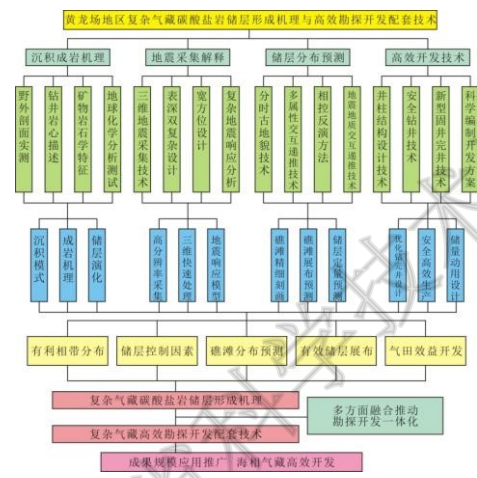 黄龙场地区复杂气藏碳酸盐岩储层形成机理与高效勘探开发配套技术
沉积成岩机理
地震采集解释
储层分布预测
高效开发技术
野外剖面实测
钻井岩心描述
矿物岩石学特征
地球化学分析测试
三维地震采集技术
表深双复杂设计
宽方位设计
复杂地震响应分析
分时古地貌技术
多属性交互递推技术
相控反演方法
地震地质交互递推技术
井柱结构设计技术
安全钻井技术
新型固井完井技术
科学编制开发方案
沉积模式
成岩机理
储层演化
高分辨率采集
三维快速处理
地震响应模型
礁滩精细刻画
礁滩展布预测
储层定量预测
优化钻完井设计
安全高效生产
储量动用设计
有利相带分布
储层控制因素
礁滩分布预测
有效储层展布
气田效益开发
复杂气藏碳酸盐岩储层形成机理
多方面融合推动
勘探开发一体化
复杂气藏高效勘探开发配套技术
成果规模应用推广 海相气藏高效开发
科学技术